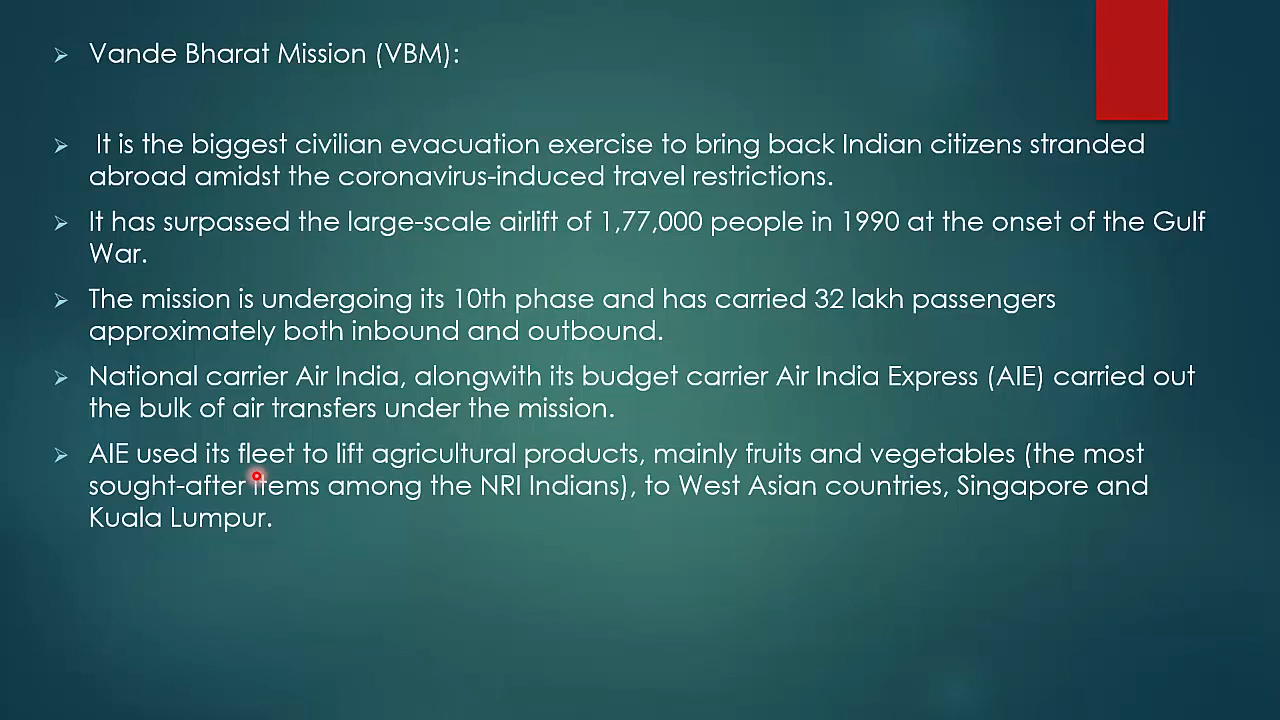 Vande Bharat Mission (VBM):
It is the biggest civilian evacuation exercise to bring back Indian citizens stranded
abroad amidst the coronavirus-induced travel restrictions.
It has surpassed the large-scale airlift of 1,77,000 people in 1990 at the onset of the Gulf
War.
The mission is undergoing its 10th phase and has carried 32 lakh passengers
approximately both inbound and outbound.
National carrier Air India, alongwith its budget carrier Air India Express (AIE) carried out
the bulk of air transfers under the mission.
AIE used its fleet to lift agricultural products, mainly fruits and vegetables (the most
sought-after items among the NRI Indians), to West Asian countries, Singapore and
Kuala Lumpur.